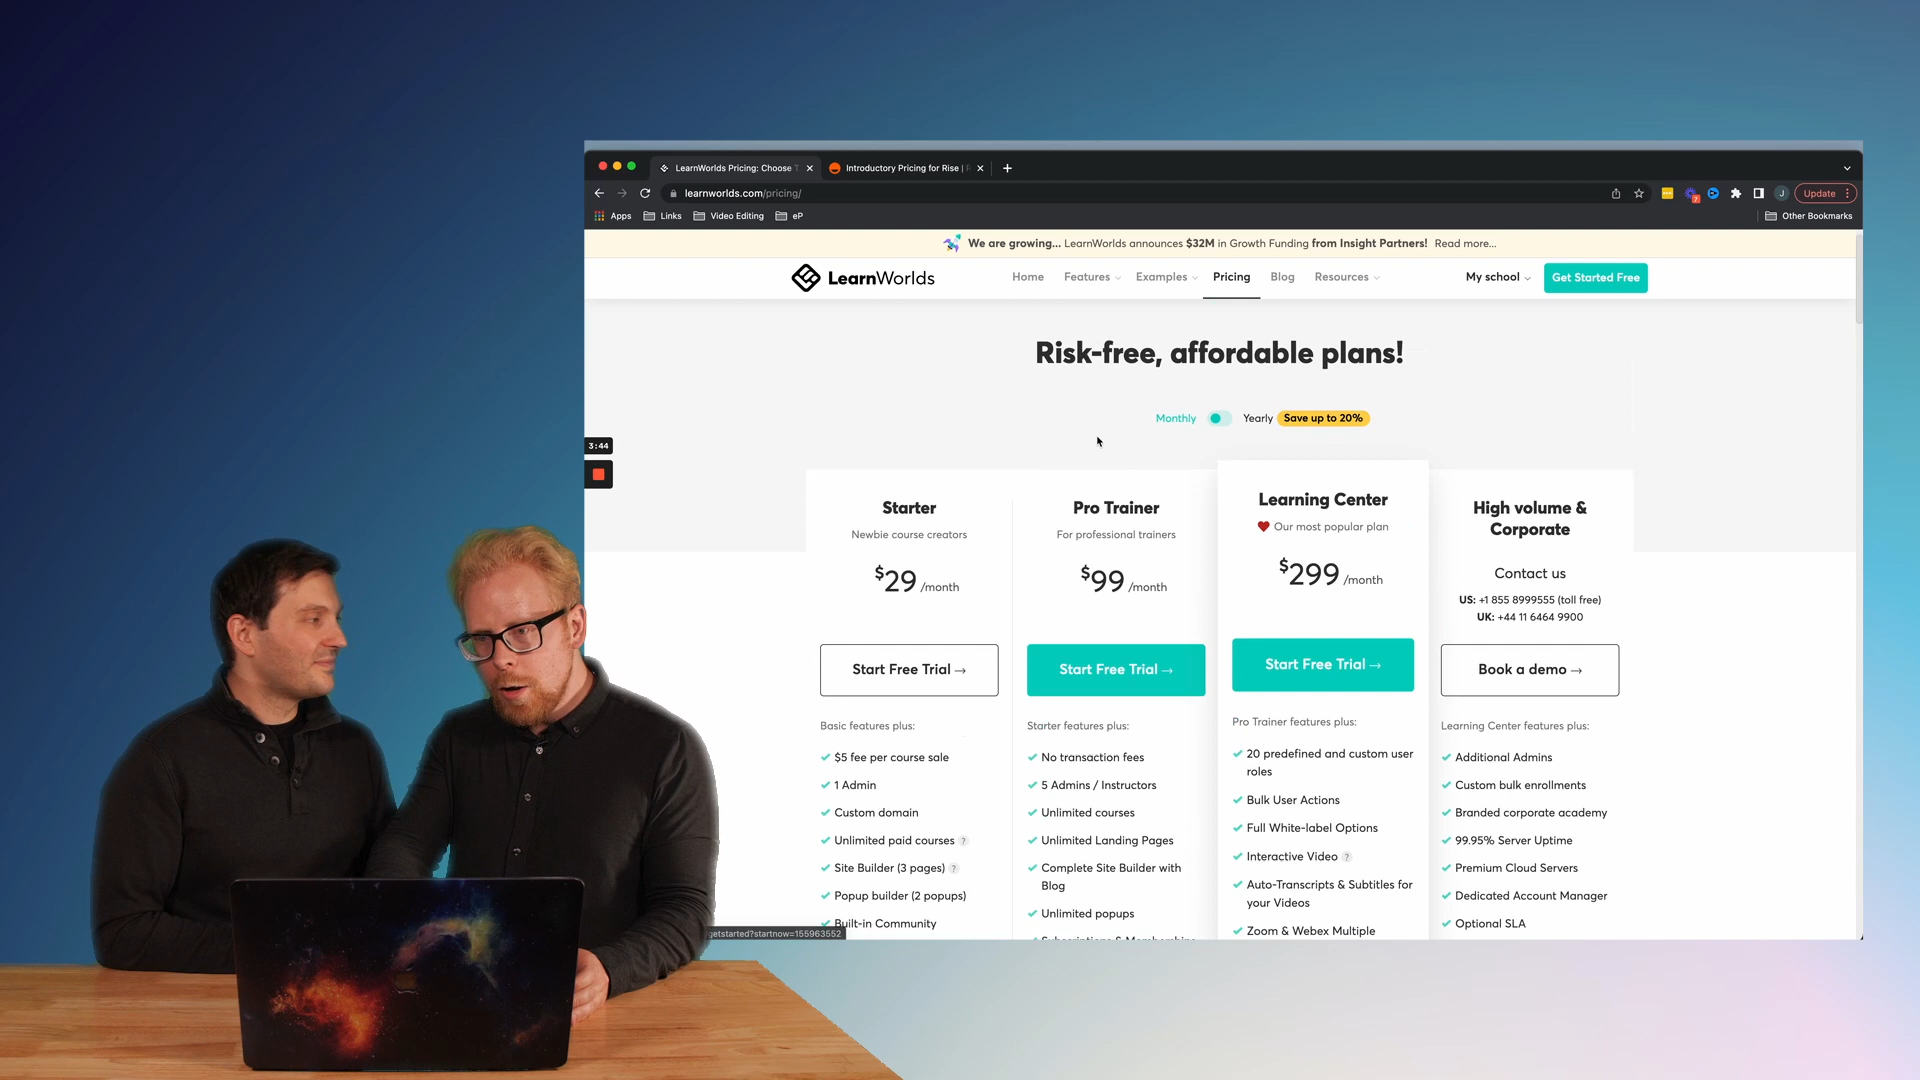 LearnWorlds Pricing: Choose T
Introductory Pricing for Rise |
learnworlds.com/pricing/
Update
Apps
Links
Video Editing
eP
Other Bookmarks
We are growing... LearnWorlds announces $32M in Growth Funding from Insight Partners! Read more...
LearnWorlds
Home
Features
Examples
Pricing
Blog
Resources
My school
Get Started Free
Risk-free, affordable plans!
Monthly
Yearly
Save up to 20%
3:44
Starter
Newbie course creators
$29 /month
Start Free Trial →
Basic features plus:
$5 fee per course sale
1 Admin
Custom domain
Unlimited paid courses ?
Site Builder (3 pages) ?
Popup builder (2 popups)
Built-in Community
Pro Trainer
For professional trainers
$99 /month
Start Free Trial →
Starter features plus:
No transaction fees
5 Admins / Instructors
Unlimited courses
Unlimited Landing Pages
Complete Site Builder with
Blog
Unlimited popups
Subscriptions & Memberships
Learning Center
Our most popular plan
$299 /month
Start Free Trial →
Pro Trainer features plus:
20 predefined and custom user
roles
Bulk User Actions
Full White-label Options
Interactive Video ?
Auto-Transcripts & Subtitles for
your Videos
Zoom & Webex Multiple
High volume &
Corporate
Contact us
US: +1 855 8999555 (toll free)
UK: +44 11 6464 9900
Book a demo →
Learning Center features plus:
Additional Admins
Custom bulk enrollments
Branded corporate academy
99.95% Server Uptime
Premium Cloud Servers
Dedicated Account Manager
Optional SLA
getstarted?startnow=155963552